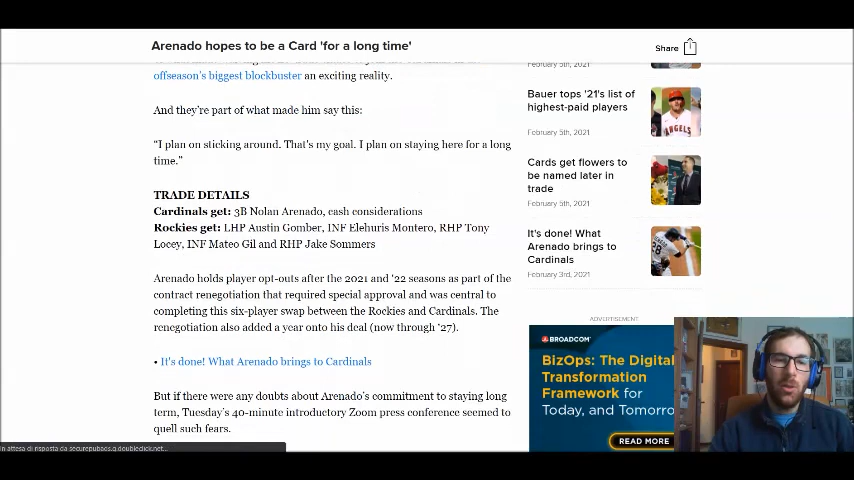 Arenado hopes to be a Card 'for a long time'
Share
offseason's biggest blockbuster an exciting reality.
And they're part of what made him say this:
“I plan on sticking around. That's my goal. I plan on staying here for a long
time.”
TRADE DETAILS
Cardinals get: 3B Nolan Arenado, cash considerations
Rockies get: LHP Austin Gomber, INF Elehuris Montero, RHP Tony
Locey, INF Mateo Gil and RHP Jake Sommers
Arenado holds player opt-outs after the 2021 and '22 seasons as part of the
contract renegotiation that required special approval and was central to
completing this six-player swap between the Rockies and Cardinals. The
renegotiation also added a year onto his deal (now through '27).
• It's done! What Arenado brings to Cardinals
But if there were any doubts about Arenado's commitment to staying long
term, Tuesday's 40-minute introductory Zoom press conference seemed to
quell such fears.
in attesa di risposta da securepubads.g.doubleclick.net...
February 5th, 2021
Bauer tops '21's list of
highest-paid players
February 5th, 2021
Cards get flowers to
be named later in
trade
February 5th, 2021
It's done! What
Arenado brings to
Cardinals
February 3rd, 2021
ADVERTISEMENT
BROADCOM
BizOps: The Digital
Transformation
Framework for
Today, and Tomorro
READ MORE
ANGELS
28